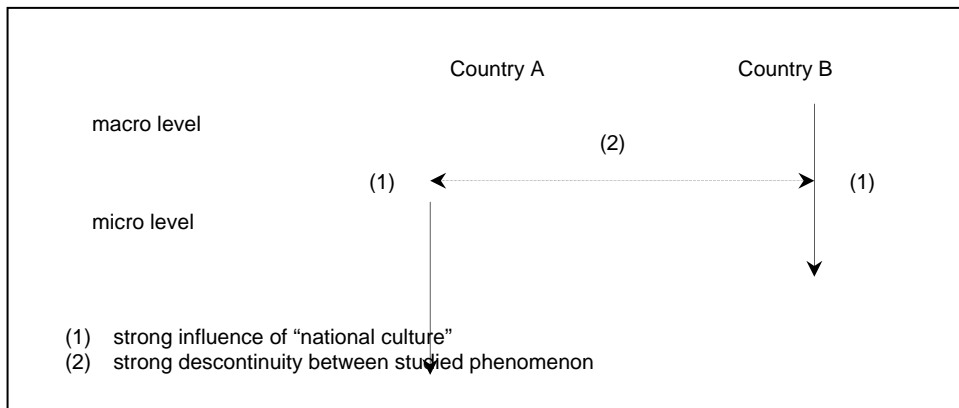 Country A Country B
macro level
(2)
(1) (1)
micro level
(1) strong influence of “national culture”
(2) strong descontinuity between studied phenomenon